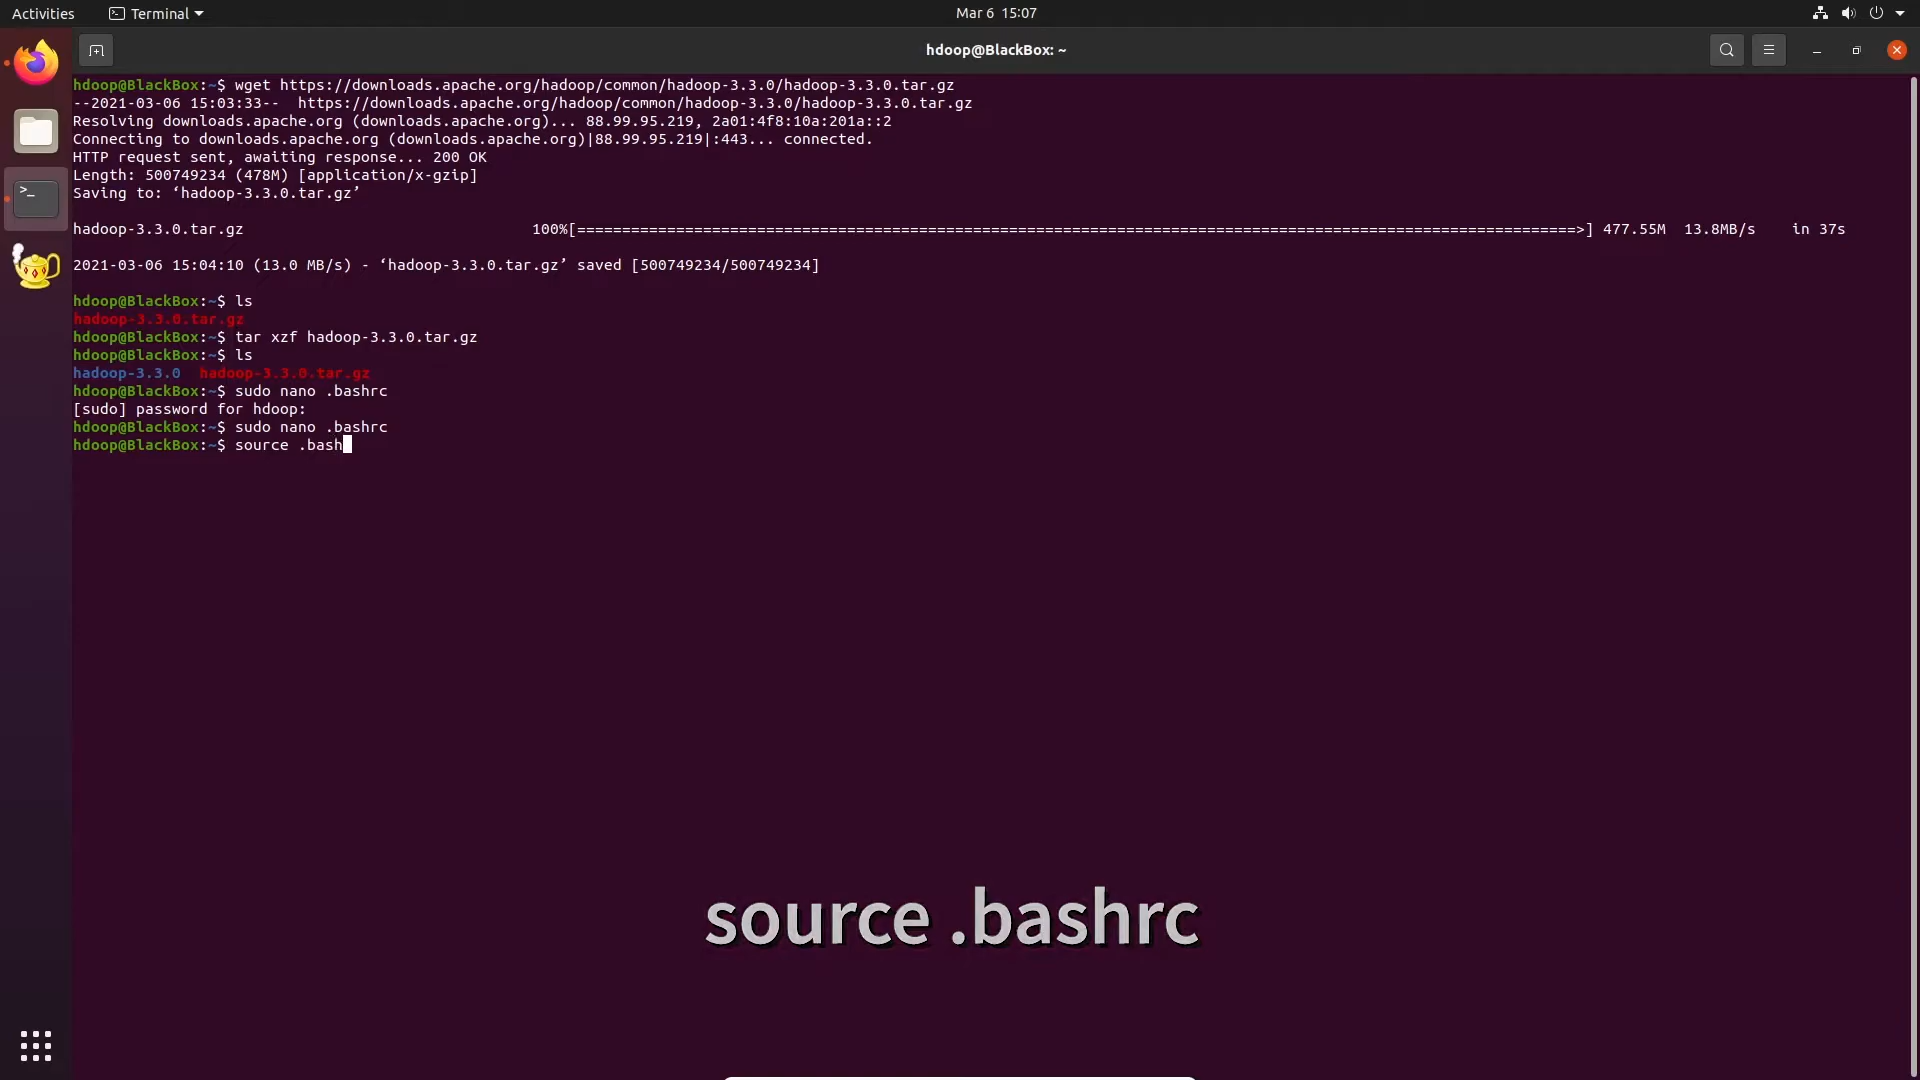 Activities
Terminal
Mar 6 15:07
hdoop@BlackBox: ~
hdoop@BlackBox:~$ wget https://downloads.apache.org/hadoop/common/hadoop-3.3.0/hadoop-3.3.0.tar.gz
--2021-03-06 15:03:33-- https://downloads.apache.org/hadoop/common/hadoop-3.3.0/hadoop-3.3.0.tar.gz
Resolving downloads.apache.org (downloads.apache.org)... 88.99.95.219, 2a01:4f8:10a:201a::2
Connecting to downloads.apache.org (downloads.apache.org)|88.99.95.219|:443... connected.
HTTP request sent, awaiting response... 200 OK
Length: 500749234 (478M) [application/x-gzip]
Saving to: ‘hadoop-3.3.0.tar.gz’
hadoop-3.3.0.tar.gz 100%[===============================================================================================================>] 477.55M 13.8MB/s in 37s
2021-03-06 15:04:10 (13.0 MB/s) - ‘hadoop-3.3.0.tar.gz’ saved [500749234/500749234]
hdoop@BlackBox:~$ ls
hadoop-3.3.0.tar.gz
hdoop@BlackBox:~$ tar xzf hadoop-3.3.0.tar.gz
hdoop@BlackBox:~$ ls
hadoop-3.3.0 hadoop-3.3.0.tar.gz
hdoop@BlackBox:~$ sudo nano .bashrc
[sudo] password for hdoop:
hdoop@BlackBox:~$ sudo nano .bashrc
hdoop@BlackBox:~$ source .bash
source .bashrc